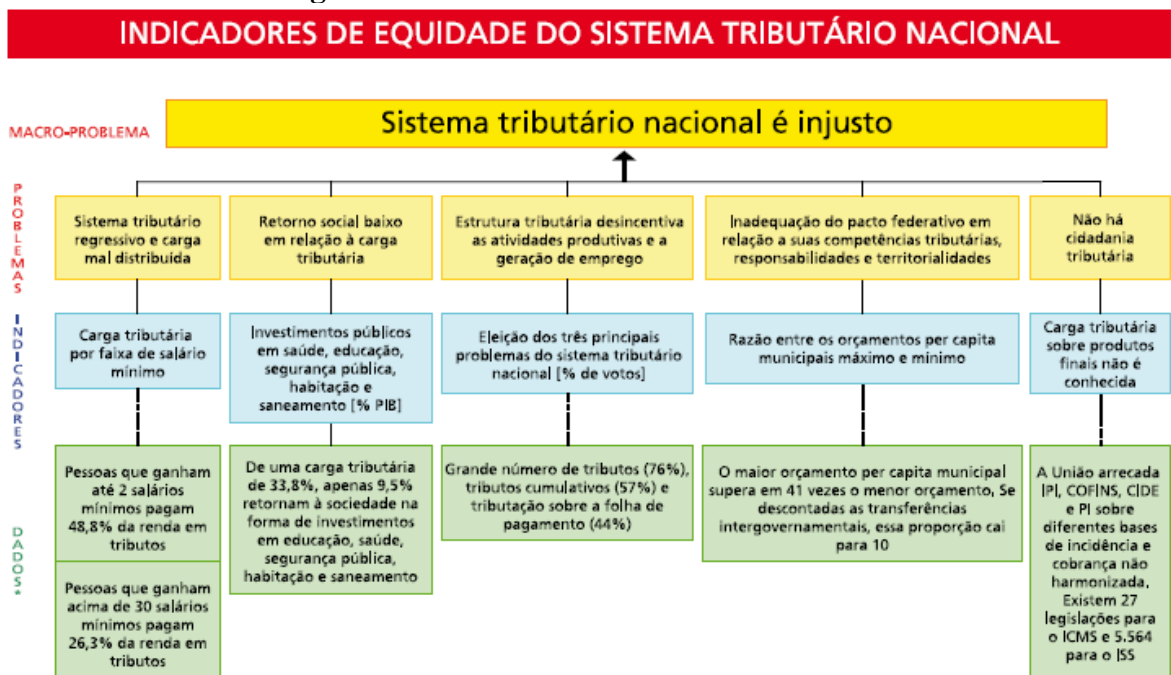 INDICADORES DE EQUIDADE DO SISTEMA TRIBUTÁRIO NACIONAL
MACRO-PROBLEMA
Sistema tributário nacional é injusto
PROBLEMAS
Sistema tributário
regressivo e carga
mal distribuída
Retorno social baixo
em relação à carga
tributária
Estrutura tributária desincentiva
as atividades produtivas e a
geração de emprego
Inadequação do pacto federativo em
relação a suas competências tributárias,
responsabilidades e territorialidades
Não há
cidadania
tributária
INDICADORES
Carga tributária
por faixa de salário
mínimo
Investimentos públicos
em saúde, educação,
segurança pública,
habitação e
saneamento [% PIB]
Eleição dos três principais
problemas do sistema tributário
nacional [% de votos]
Razão entre os orçamentos per capita
municipais máximo e mínimo
Carga tributária
sobre produtos
finais não é
conhecida
DADOS*
Pessoas que ganham
até 2 salários
mínimos pagam
48,8% da renda em
tributos
Pessoas que ganham
acima de 30 salários
mínimos pagam
26,3% da renda em
tributos
De uma carga tributária
de 33,8%, apenas 9,5%
retornam à sociedade na
forma de investimentos
em educação, saúde,
segurança pública,
habitação e saneamento
Grande número de tributos (76%),
tributos cumulativos (57%) e
tributação sobre a folha de
pagamento (44%)
O maior orçamento per capita municipal
supera em 41 vezes o menor orçamento. Se
descontadas as transferências
intergovernamentais, essa proporção cai
para 10
A União arrecada
IPI, COFINS, CIDE
e PI sobre
diferentes bases
de incidência e
cobrança não
harmonizada.
Existem 27
legislações para
o ICMS e 5.564
para o ISS